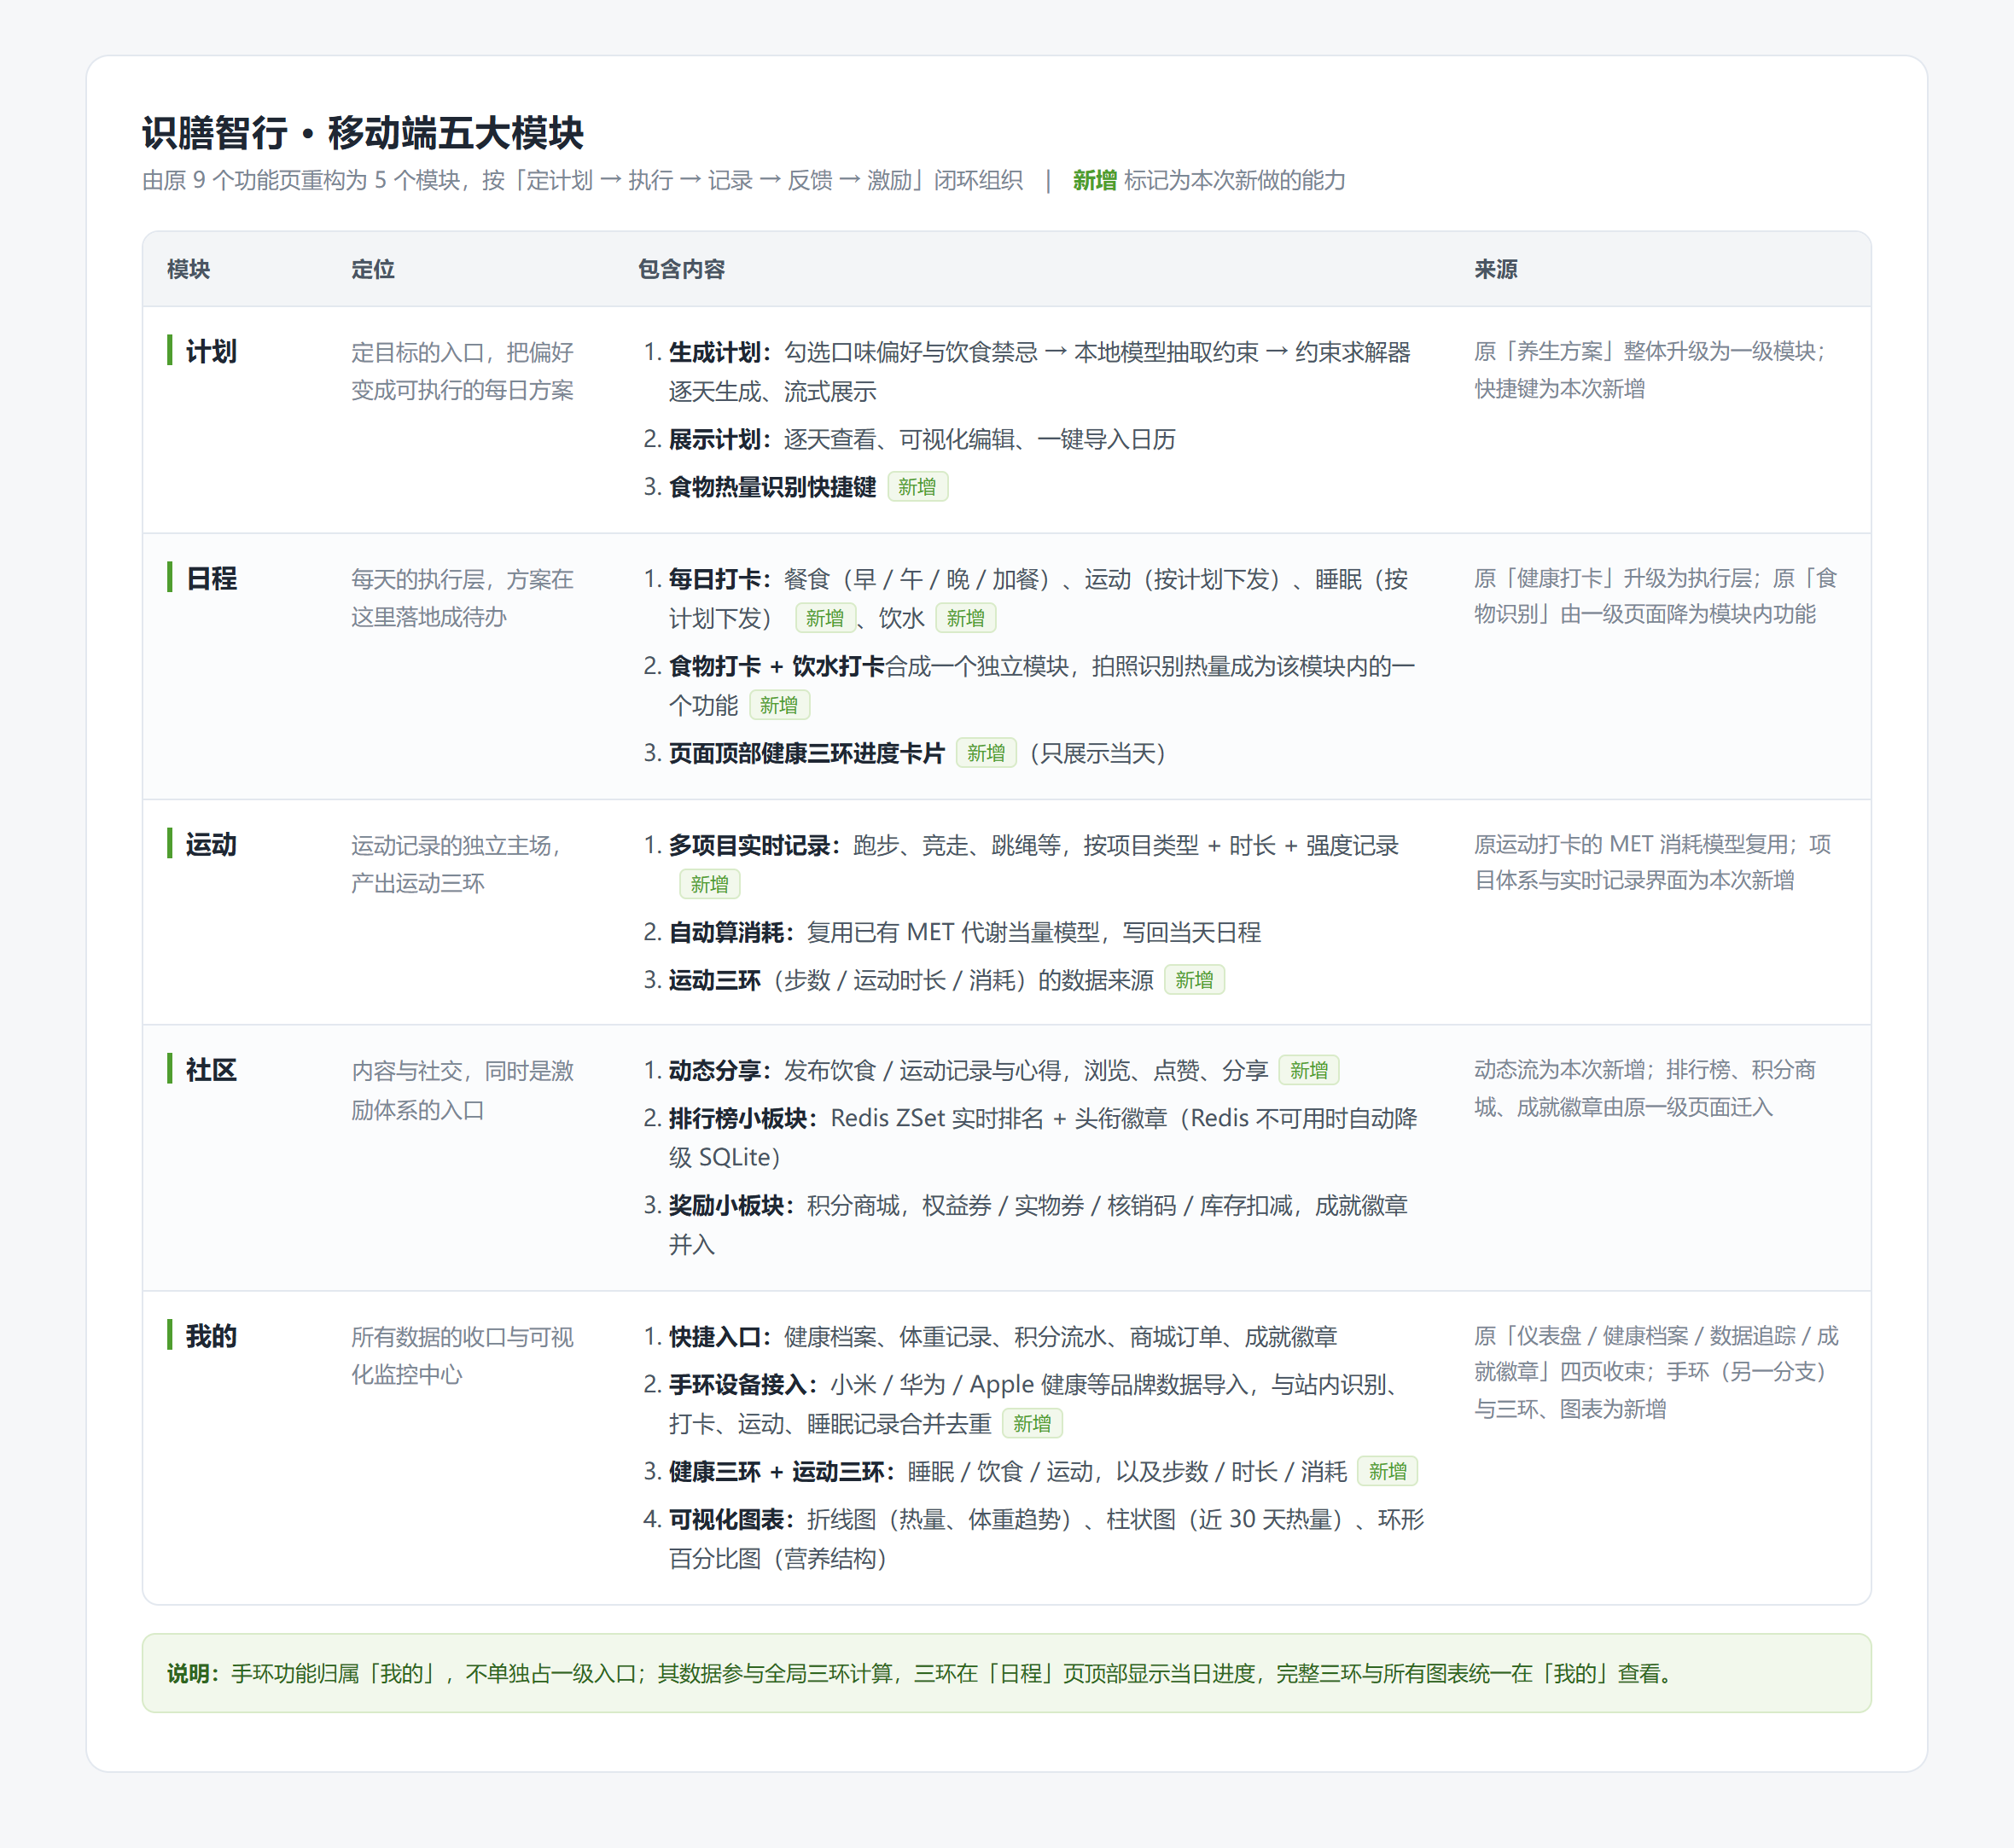 识膳智行 · 移动端五大模块
由原 9 个功能页重构为 5 个模块，按「定计划 → 执行 → 记录 → 反馈 → 激励」闭环组织 | 新增 标记为本次新做的能力
模块 定位 包含内容 来源
计划
定目标的入口，把偏好
变成可执行的每日方案
1. 生成计划：勾选口味偏好与饮食禁忌 → 本地模型抽取约束 → 约束求解器
逐天生成、流式展示
2. 展示计划：逐天查看、可视化编辑、一键导入日历
3. 食物热量识别快捷键 新增
原「养生方案」整体升级为一级模块；
快捷键为本次新增
日程
每天的执行层，方案在
这里落地成待办
1. 每日打卡：餐食（早 / 午 / 晚 / 加餐）、运动（按计划下发）、睡眠（按
计划下发） 新增、饮水 新增
2. 食物打卡 + 饮水打卡合成一个独立模块，拍照识别热量成为该模块内的一
个功能 新增
3. 页面顶部健康三环进度卡片 新增（只展示当天）
原「健康打卡」升级为执行层；原「食
物识别」由一级页面降为模块内功能
运动
运动记录的独立主场，
产出运动三环
1. 多项目实时记录：跑步、竞走、跳绳等，按项目类型 + 时长 + 强度记录
新增
2. 自动算消耗：复用已有 MET 代谢当量模型，写回当天日程
3. 运动三环（步数 / 运动时长 / 消耗）的数据来源 新增
原运动打卡的 MET 消耗模型复用；项
目体系与实时记录界面为本次新增
社区
内容与社交，同时是激
励体系的入口
1. 动态分享：发布饮食 / 运动记录与心得，浏览、点赞、分享 新增
2. 排行榜小板块：Redis ZSet 实时排名 + 头衔徽章（Redis 不可用时自动降
级 SQLite）
3. 奖励小板块：积分商城，权益券 / 实物券 / 核销码 / 库存扣减，成就徽章
并入
动态流为本次新增；排行榜、积分商
城、成就徽章由原一级页面迁入
我的
所有数据的收口与可视
化监控中心
1. 快捷入口：健康档案、体重记录、积分流水、商城订单、成就徽章
2. 手环设备接入：小米 / 华为 / Apple 健康等品牌数据导入，与站内识别、
打卡、运动、睡眠记录合并去重 新增
3. 健康三环 + 运动三环：睡眠 / 饮食 / 运动，以及步数 / 时长 / 消耗 新增
4. 可视化图表：折线图（热量、体重趋势）、柱状图（近 30 天热量）、环形
百分比图（营养结构）
原「仪表盘 / 健康档案 / 数据追踪 / 成
就徽章」四页收束；手环（另一分支）
与三环、图表为新增
说明：手环功能归属「我的」，不单独占一级入口；其数据参与全局三环计算，三环在「日程」页顶部显示当日进度，完整三环与所有图表统一在「我的」查看。